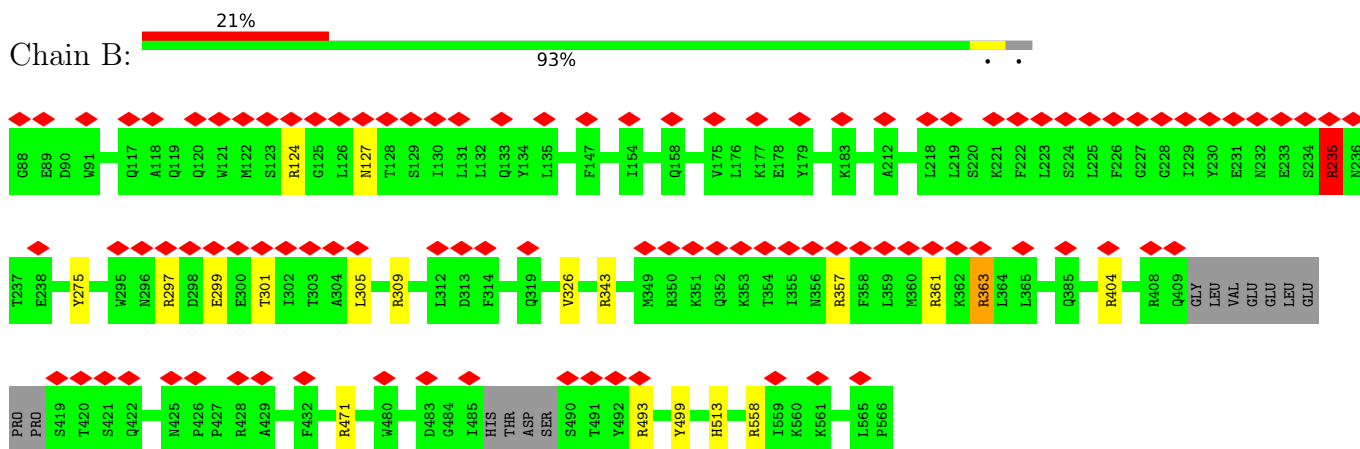 21%
Chain B:
93%
G88 E89 D90 W91 Q117 A118 Q119 Q120 W121 M122 S123 R124 G125 L126 N127 T128 S129 I130 L131 L132 Q133 Y134 L135 F147 I154 Q158 V175 L176 K177 E178 Y179 K183 A212 L218 L219 S220 K221 F222 L223 S224 L225 F226 G227 G228 I229 Y230 E231 N232 E233 S234 R235 N236
T237 E238 Y275 W295 N296 R297 D298 E299 E300 T301 I302 T303 A304 L305 R309 L312 D313 F314 Q319 V326 R343 M349 R350 K351 Q352 K353 T354 I355 N356 R357 F358 L359 M360 R361 K362 R363 L364 L365 Q385 R404 R408 Q409 GLY LEU VAL GLU GLU LEU GLU
PRO PRO S419 T420 S421 Q422 N425 P426 P427 R428 A429 F432 R471 W480 D483 G484 I485 HIS THR ASP SER S490 T491 Y492 R493 Y499 H513 R558 I559 K560 K561 L565 P566